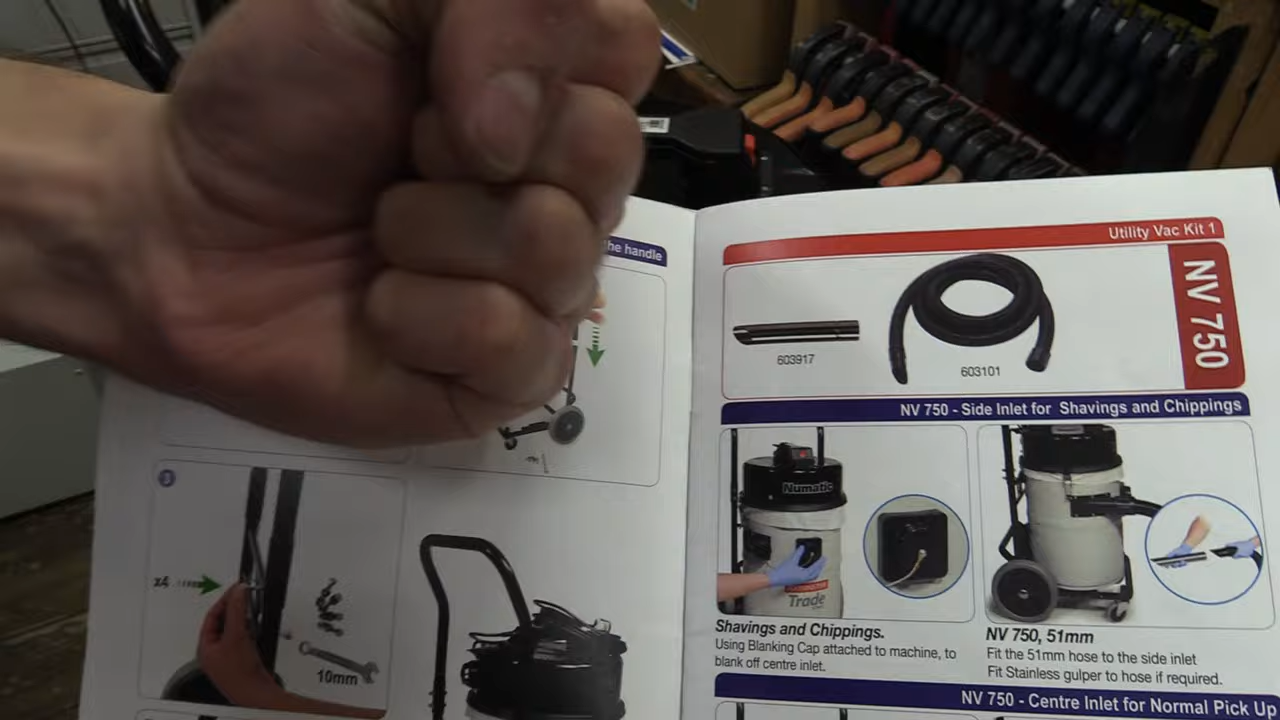 the handle
3
x4
10mm
Utility Vac Kit 1
NV 750
603917
603101
NV 750 - Side Inlet for Shavings and Chippings
Numatic
Trade
Shavings and Chippings.
Using Blanking Cap attached to machine, to
blank off centre inlet.
NV 750, 51mm
Fit the 51mm hose to the side inlet
Fit Stainless gulper to hose if required.
NV 750 - Centre Inlet for Normal Pick Up